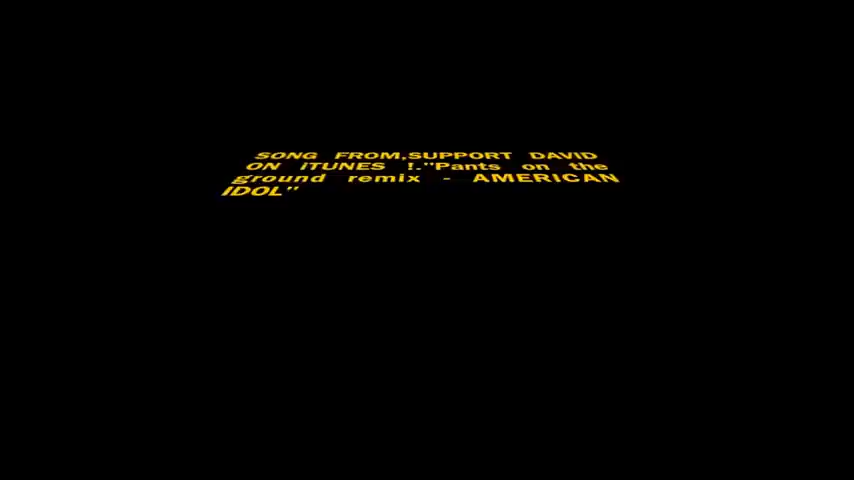 SONG FROM,SUPPORT DAVID
ON iTUNES !."Pants on the
ground remix - AMERICAN
IDOL"